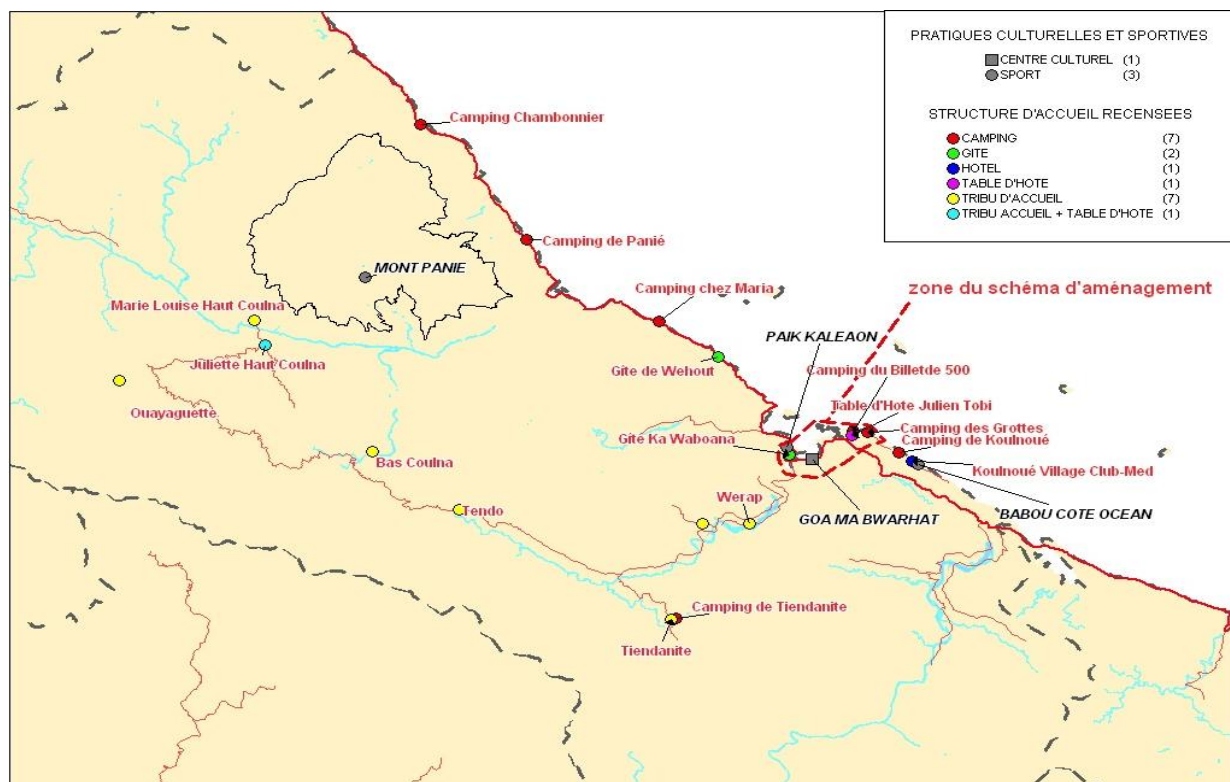 PRATIQUES CULTURELLES ET SPORTIVES
CENTRE CULTUREL (1)
SPORT (3)
STRUCTURE D'ACCUEIL RECENSEES
CAMPING (7)
GITE (2)
HOTEL (1)
TABLE D'HOTE (1)
TRIBU D'ACCUEIL (7)
TRIBU ACCUEIL + TABLE D'HOTE (1)
Camping Chambonnier
Camping de Panié
MONT PANIE
Camping chez Maria
zone du schéma d'aménagement
Marie Louise Haut Coulna
PAIK KALEAON
Juliette Haut Coulna
Gîte de Wehout
Camping du Billetde 500
Ouayaguette
Table d'Hote Julien Tobi
Camping des Grottes
Gîte Ka Waboana
Camping de Koulnoué
Bas Coulna
Koulnoué Village Club-Med
Werap
Tendo
GOA MA BWARHAT
BABOU COTE OCEAN
Camping de Tiendanite
Tiendanite